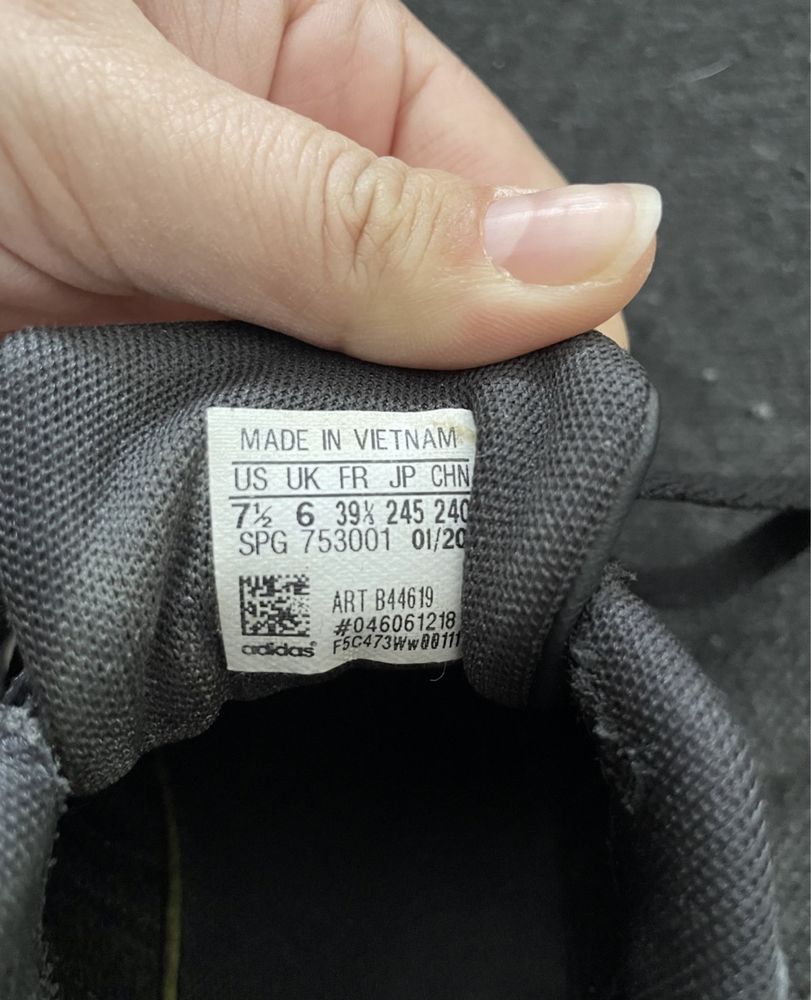 MADE IN VIETNAM
US UK FR JP CHN
7½ 6 39⅓ 245 240
SPG 753001 01/20
ART B44619
#046061218
adidas®